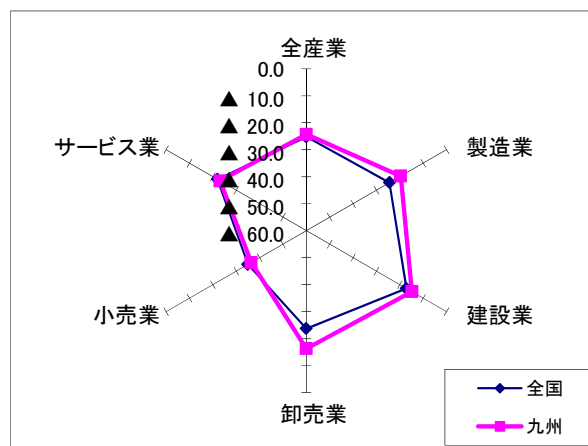 全産業
0.0
▲ 10.0
▲ 20.0
▲ 30.0
▲ 40.0
▲ 50.0
▲ 60.0
サービス業
製造業
小売業
建設業
卸売業
全国
九州